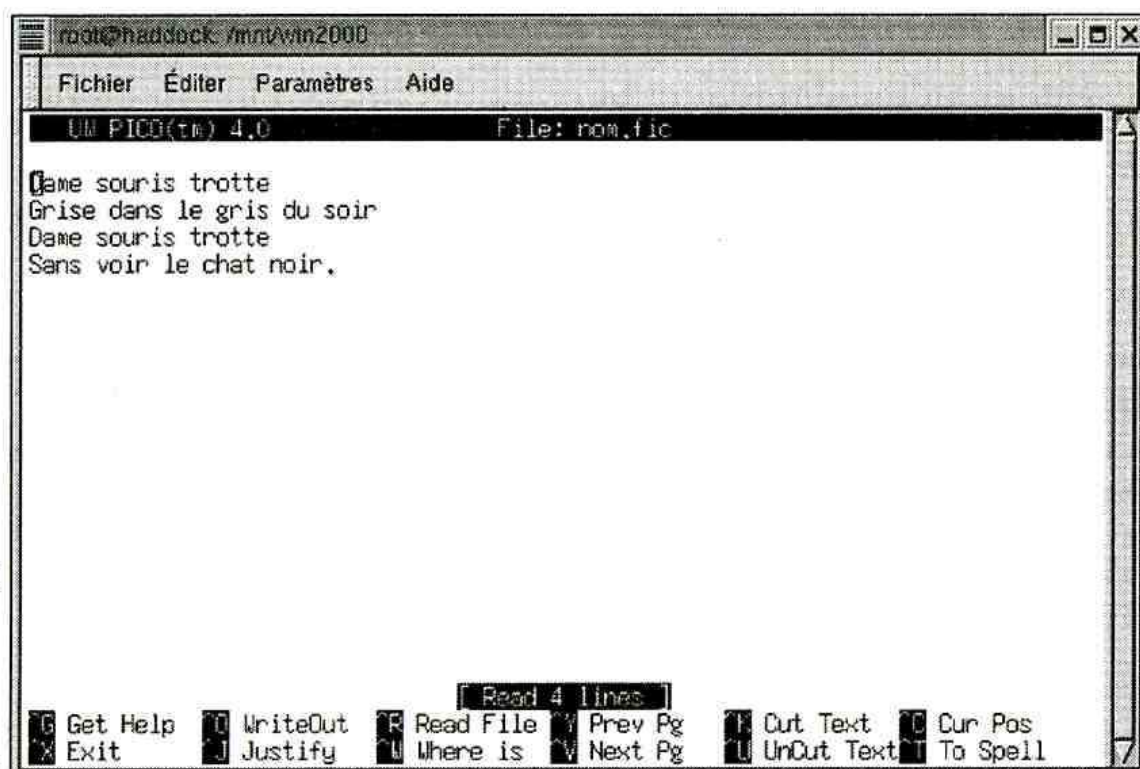 root@haddock: /mnt/win2000
Fichier Éditer Paramètres Aide
UW PICO(tm) 4.0 File: nom.fic
Dame souris trotte
Grise dans le gris du soir
Dame souris trotte
Sans voir le chat noir.
[ Read 4 lines ]
^G Get Help ^O WriteOut ^R Read File ^Y Prev Pg ^K Cut Text ^C Cur Pos
^X Exit ^J Justify ^W Where is ^V Next Pg ^U UnCut Text ^T To Spell